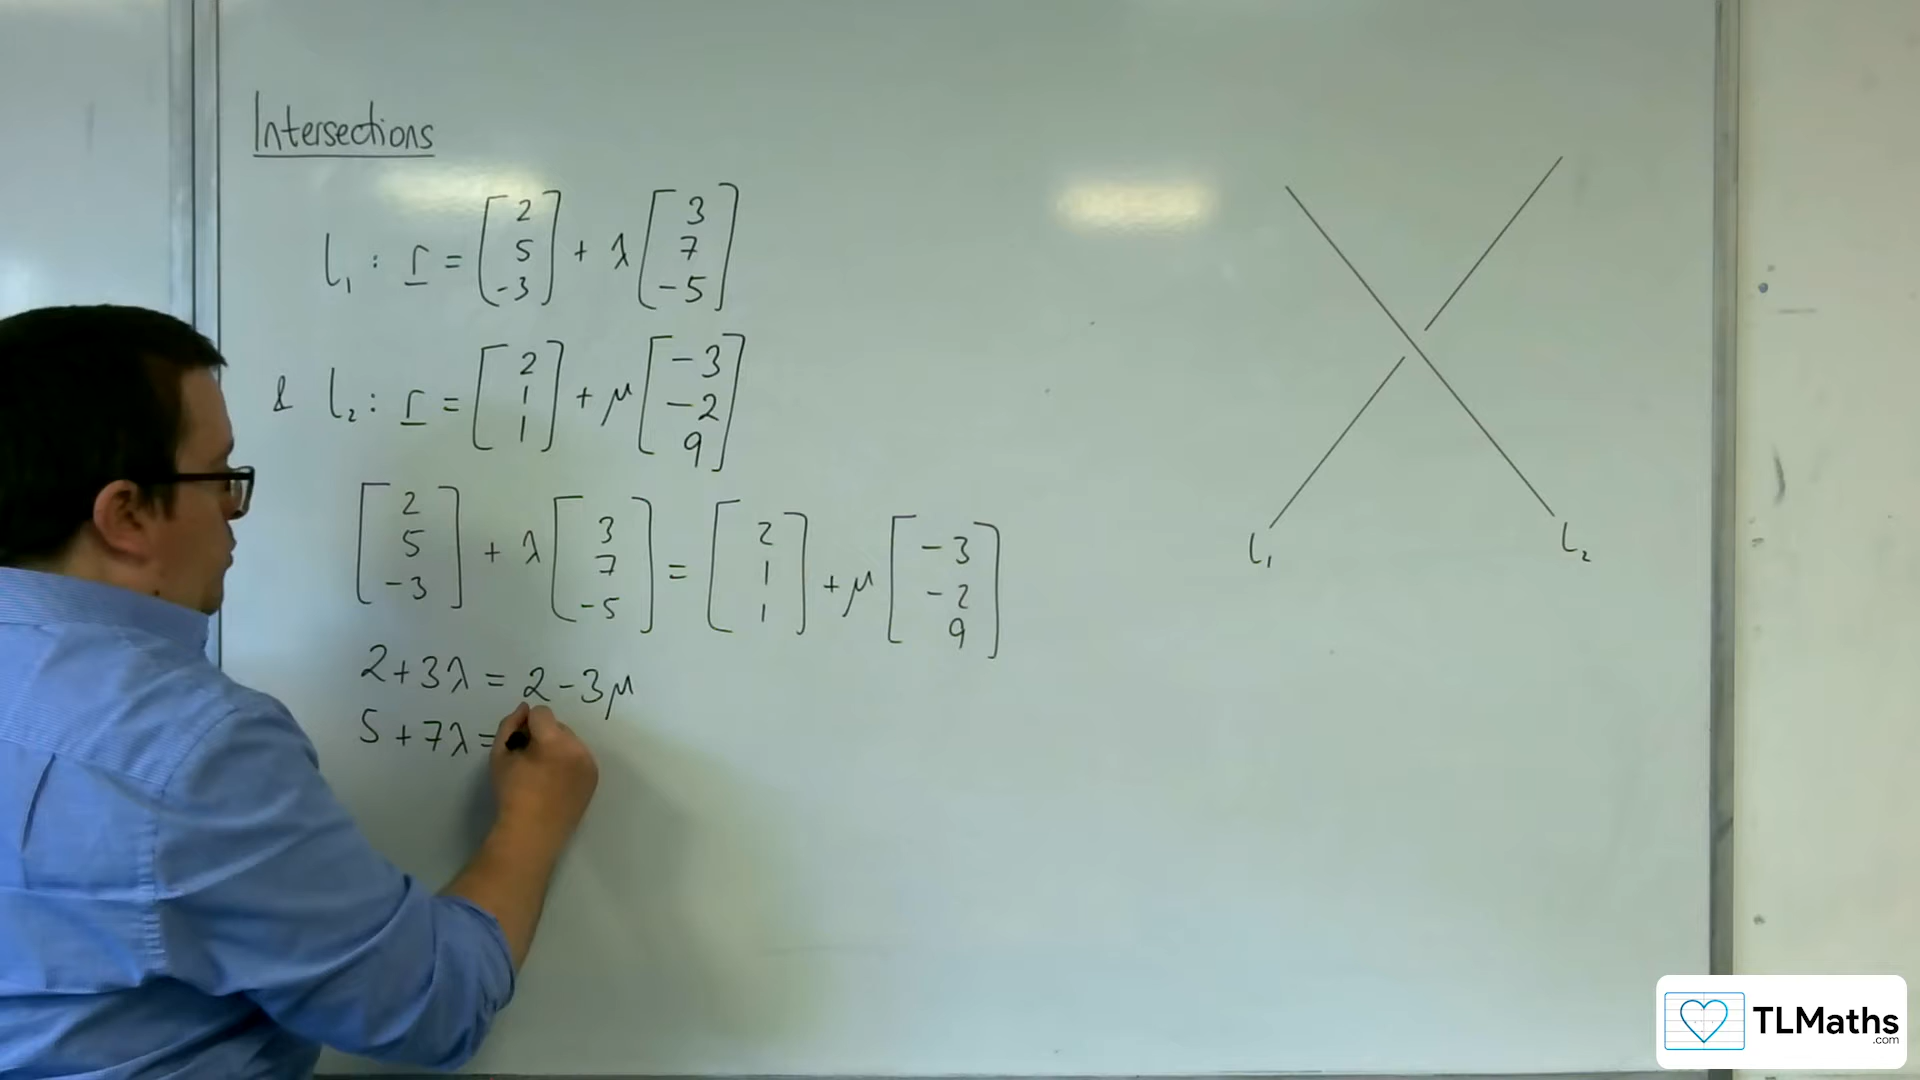 Intersections
l₁ : r = [2 5 -3] + λ [3 7 -5]
& l₂ : r = [2 1 1] + μ [-3 -2 9]
[2 5 -3] + λ [3 7 -5] = [2 1 1] + μ [-3 -2 9]
2 + 3λ = 2 - 3μ
5 + 7λ =
l₁
l₂
TLMaths
.com